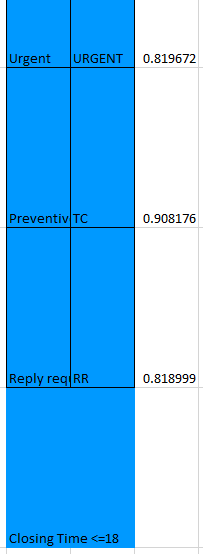 Urgent URGENT 0.819672
Preventiv TC 0.908176
Reply req RR 0.818999
Closing Time <=18